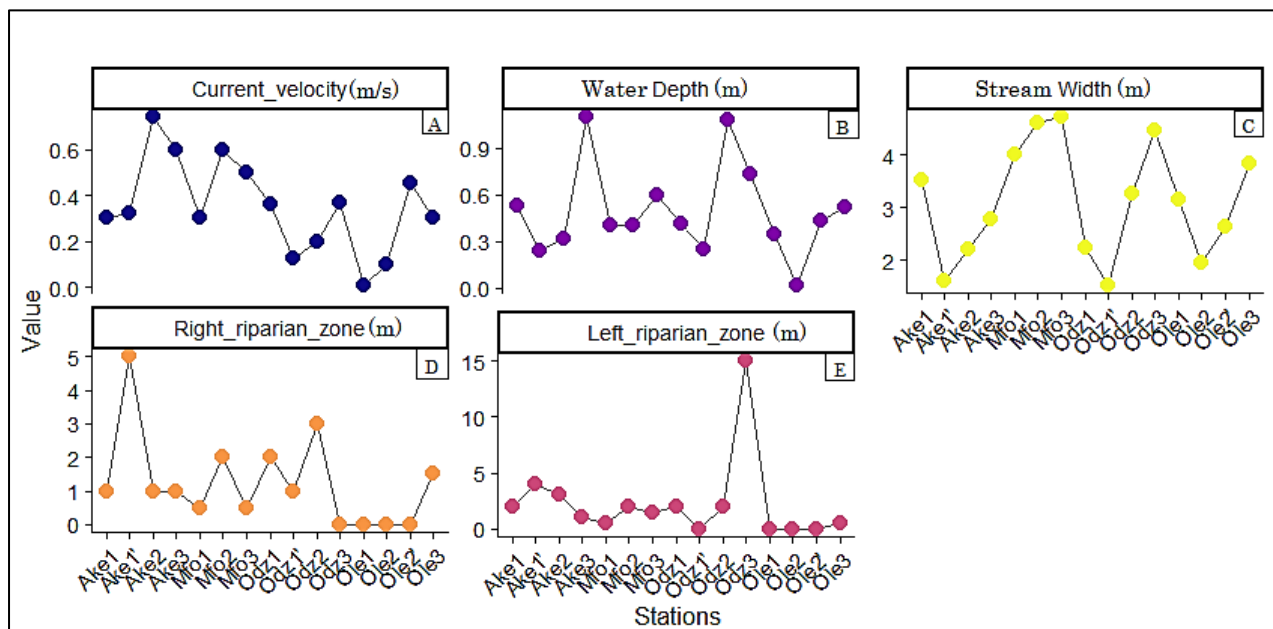 Current_velocity(m/s)
A
0.6
0.4
0.2
0.0
Water Depth (m)
B
0.9
0.6
0.3
0.0
Stream Width (m)
C
4
3
2
Ake1 Ake1' Ake2 Ake3 Mfo1 Mfo2 Mfo3 Odz1 Odz1' Odz2 Odz3 Ole1 Ole2 Ole2' Ole3
Value
Right_riparian_zone (m)
D
5
4
3
2
1
0
Ake1 Ake1' Ake2 Ake3 Mfo1 Mfo2 Mfo3 Odz1 Odz1' Odz2 Odz3 Ole1 Ole2 Ole2' Ole3
Left_riparian_zone (m)
E
15
10
5
0
Ake1 Ake1' Ake2 Ake3 Mfo1 Mfo2 Mfo3 Odz1 Odz1' Odz2 Odz3 Ole1 Ole2 Ole2' Ole3
Stations